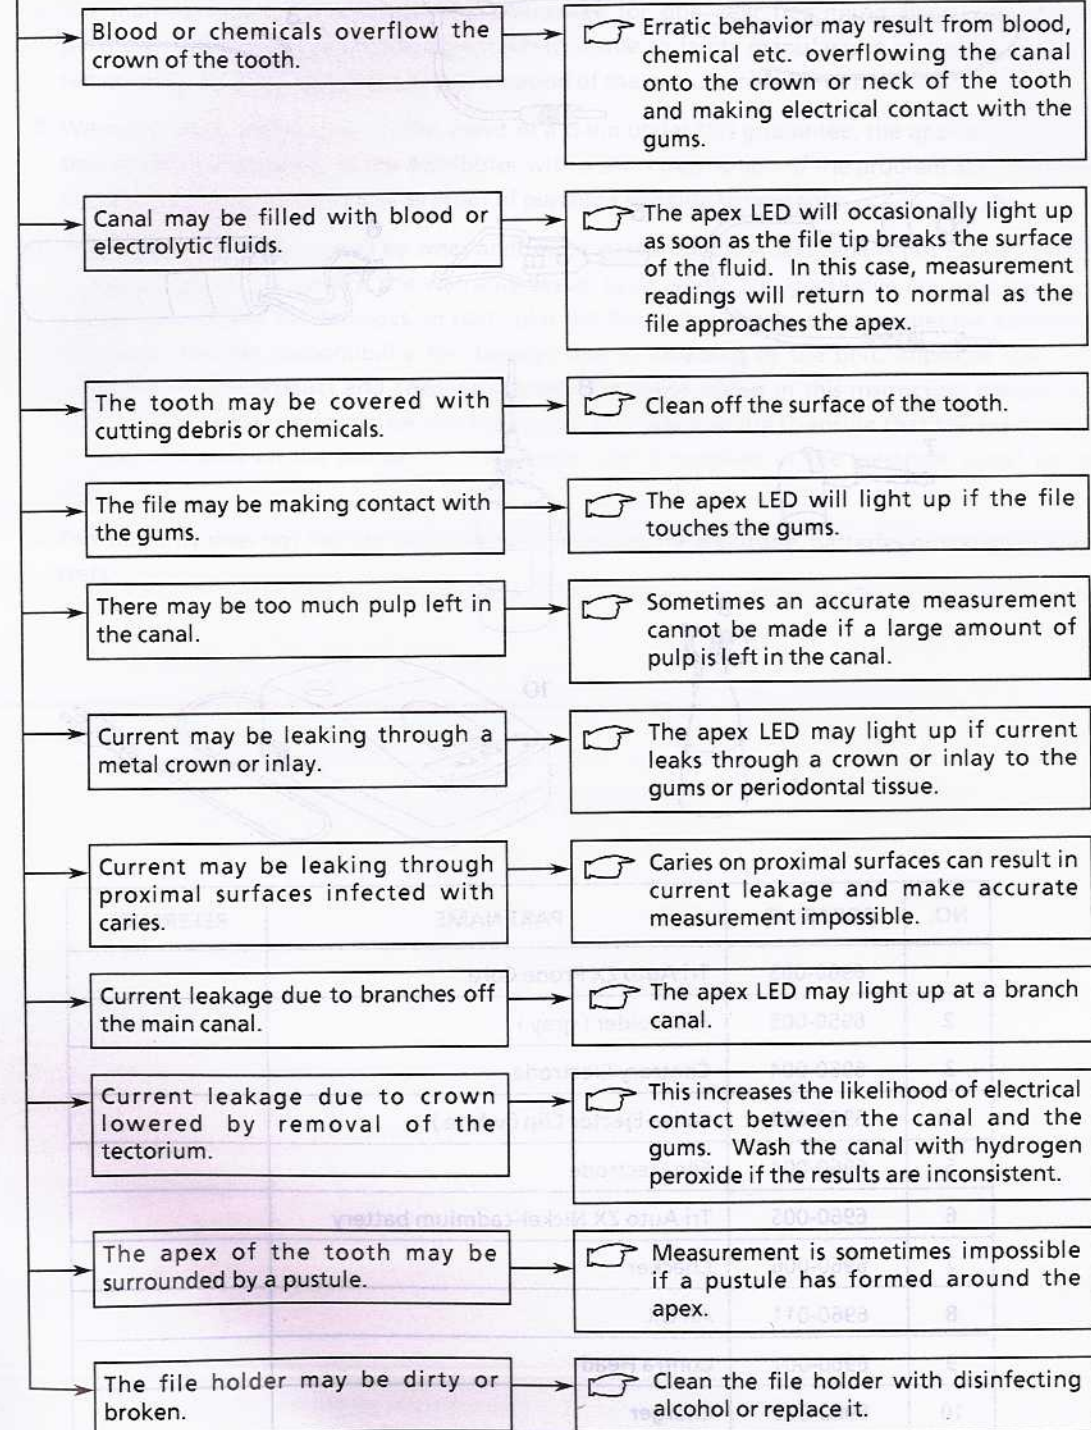 Blood or chemicals overflow the
crown of the tooth.
Erratic behavior may result from blood,
chemical etc. overflowing the canal
onto the crown or neck of the tooth
and making electrical contact with the
gums.
Canal may be filled with blood or
electrolytic fluids.
The apex LED will occasionally light up
as soon as the file tip breaks the surface
of the fluid. In this case, measurement
readings will return to normal as the
file approaches the apex.
The tooth may be covered with
cutting debris or chemicals.
Clean off the surface of the tooth.
The file may be making contact with
the gums.
The apex LED will light up if the file
touches the gums.
There may be too much pulp left in
the canal.
Sometimes an accurate measurement
cannot be made if a large amount of
pulp is left in the canal.
Current may be leaking through a
metal crown or inlay.
The apex LED may light up if current
leaks through a crown or inlay to the
gums or periodontal tissue.
Current may be leaking through
proximal surfaces infected with
caries.
Caries on proximal surfaces can result in
current leakage and make accurate
measurement impossible.
Current leakage due to branches off
the main canal.
The apex LED may light up at a branch
canal.
Current leakage due to crown
lowered by removal of the
tectorium.
This increases the likelihood of electrical
contact between the canal and the
gums. Wash the canal with hydrogen
peroxide if the results are inconsistent.
The apex of the tooth may be
surrounded by a pustule.
Measurement is sometimes impossible
if a pustule has formed around the
apex.
The file holder may be dirty or
broken.
Clean the file holder with disinfecting
alcohol or replace it.